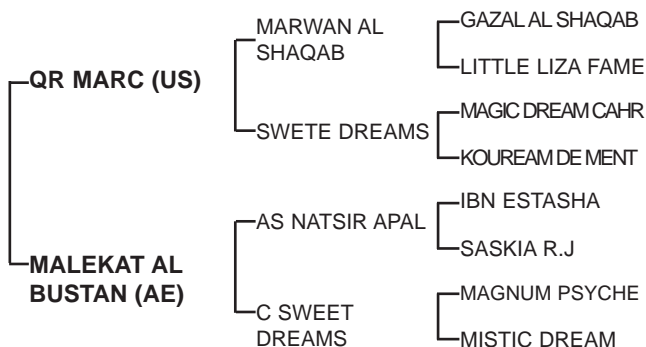 GAZAL AL SHAQAB
MARWAN AL
SHAQAB
LITTLE LIZA FAME
QR MARC (US)
MAGIC DREAM CAHR
SWETE DREAMS
KOUREAM DE MENT
IBN ESTASHA
AS NATSIR APAL
SASKIA R.J
MALEKAT AL
BUSTAN (AE)
MAGNUM PSYCHE
C SWEET
DREAMS
MISTIC DREAM